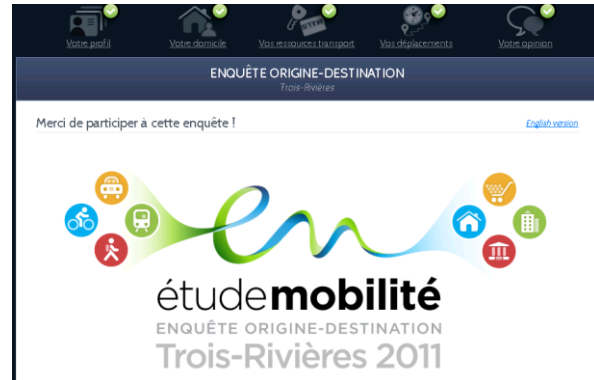 Votre profil
Votre domicile
Vos ressources transport
Vos déplacements
Votre opinion
ENQUÊTE ORIGINE-DESTINATION
Trois-Rivières
Merci de participer à cette enquête !
English version
em
étudemobilité
ENQUÊTE ORIGINE-DESTINATION
Trois-Rivières 2011